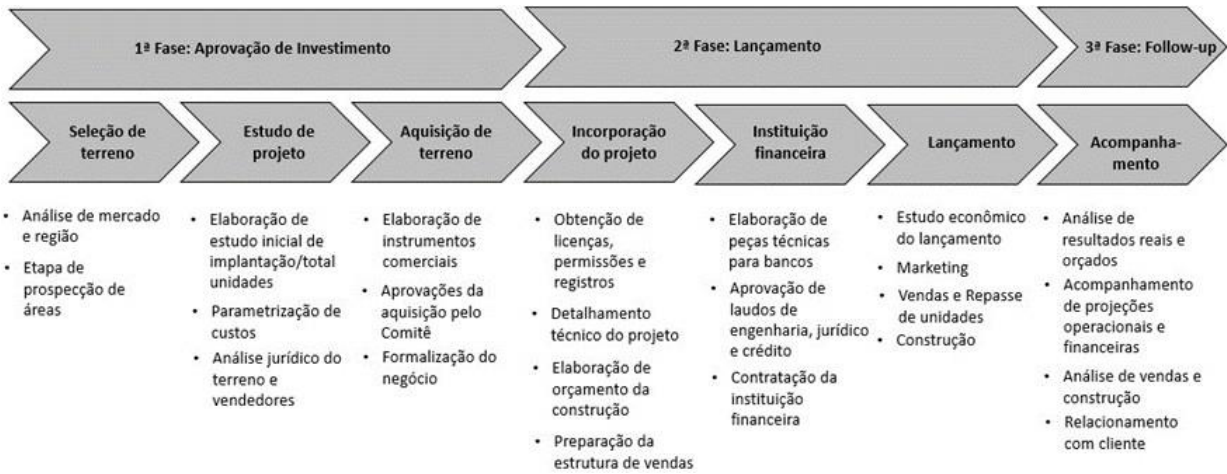 1ª Fase: Aprovação de Investimento
2ª Fase: Lançamento
3ª Fase: Follow-up
Seleção de
terreno
Estudo de
projeto
Aquisição de
terreno
Incorporação
do projeto
Instituição
financeira
Lançamento
Acompanha-
mento
• Análise de mercado
e região
• Etapa de
prospecção de
áreas
• Elaboração de
estudo inicial de
implantação/total
unidades
• Parametrização de
custos
• Análise jurídico do
terreno e
vendedores
• Elaboração de
instrumentos
comerciais
• Aprovações da
aquisição pelo
Comitê
• Formalização do
negócio
• Obtenção de
licenças,
permissões e
registros
• Detalhamento
técnico do projeto
• Elaboração de
orçamento da
construção
• Preparação da
estrutura de vendas
• Elaboração de
peças técnicas
para bancos
• Aprovação de
laudos de
engenharia, jurídico
e crédito
• Contratação da
instituição
financeira
• Estudo econômico
do lançamento
• Marketing
• Vendas e Repasse
de unidades
• Construção
• Análise de
resultados reais e
orçados
• Acompanhamento
de projeções
operacionais e
financeiras
• Análise de vendas e
construção
• Relacionamento
com cliente